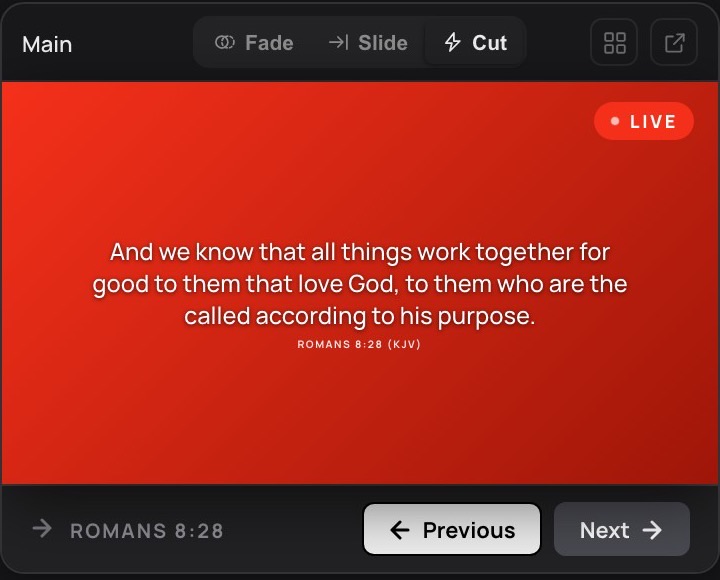 Main
Fade
Slide
Cut
LIVE
And we know that all things work together for
good to them that love God, to them who are the
called according to his purpose.
ROMANS 8:28 (KJV)
ROMANS 8:28
Previous
Next